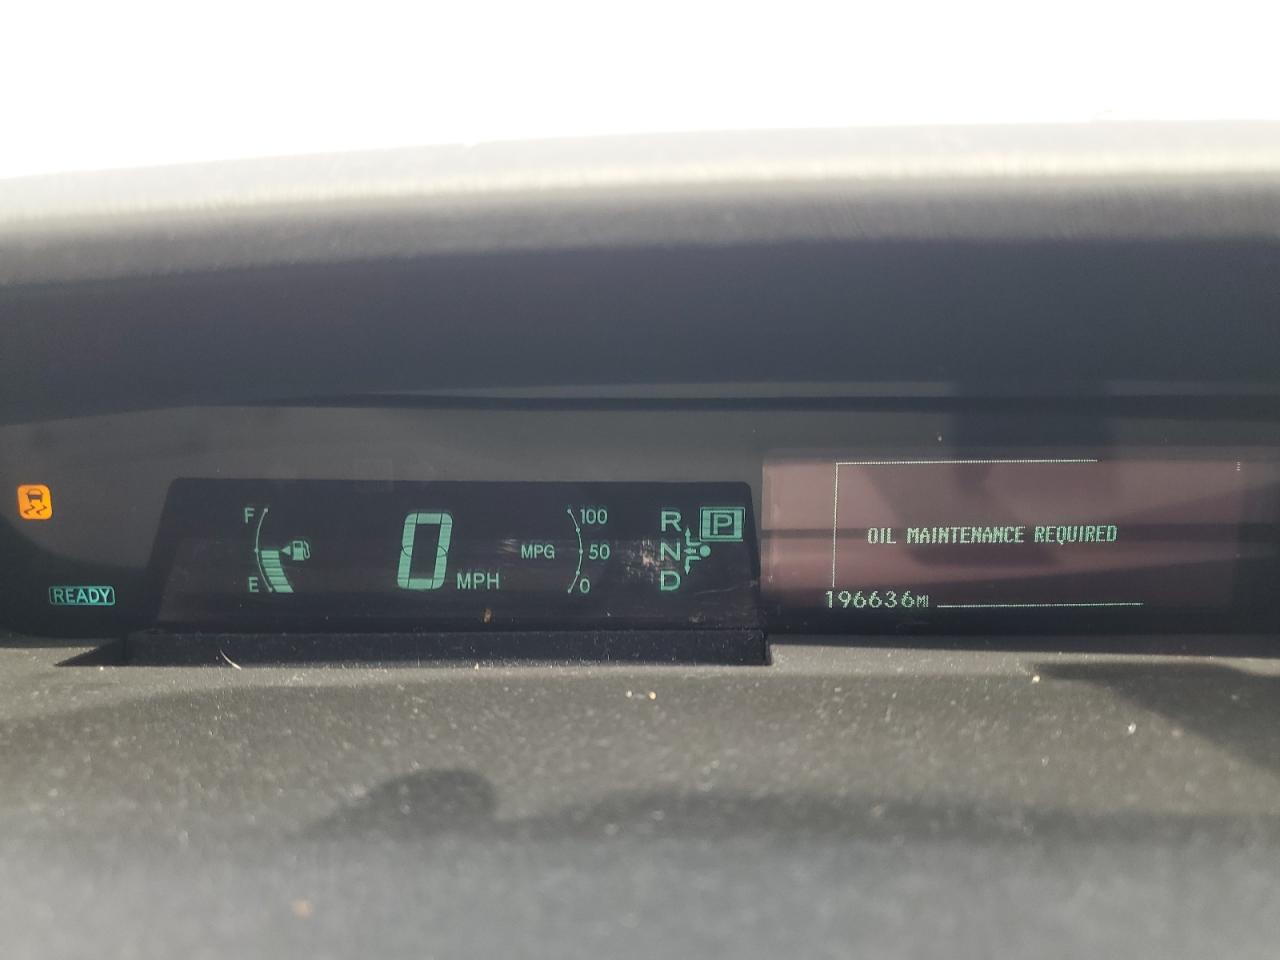 F
E
READY
0 MPH
MPG
100
50
0
R
N
D
P
OIL MAINTENANCE REQUIRED
196636MI